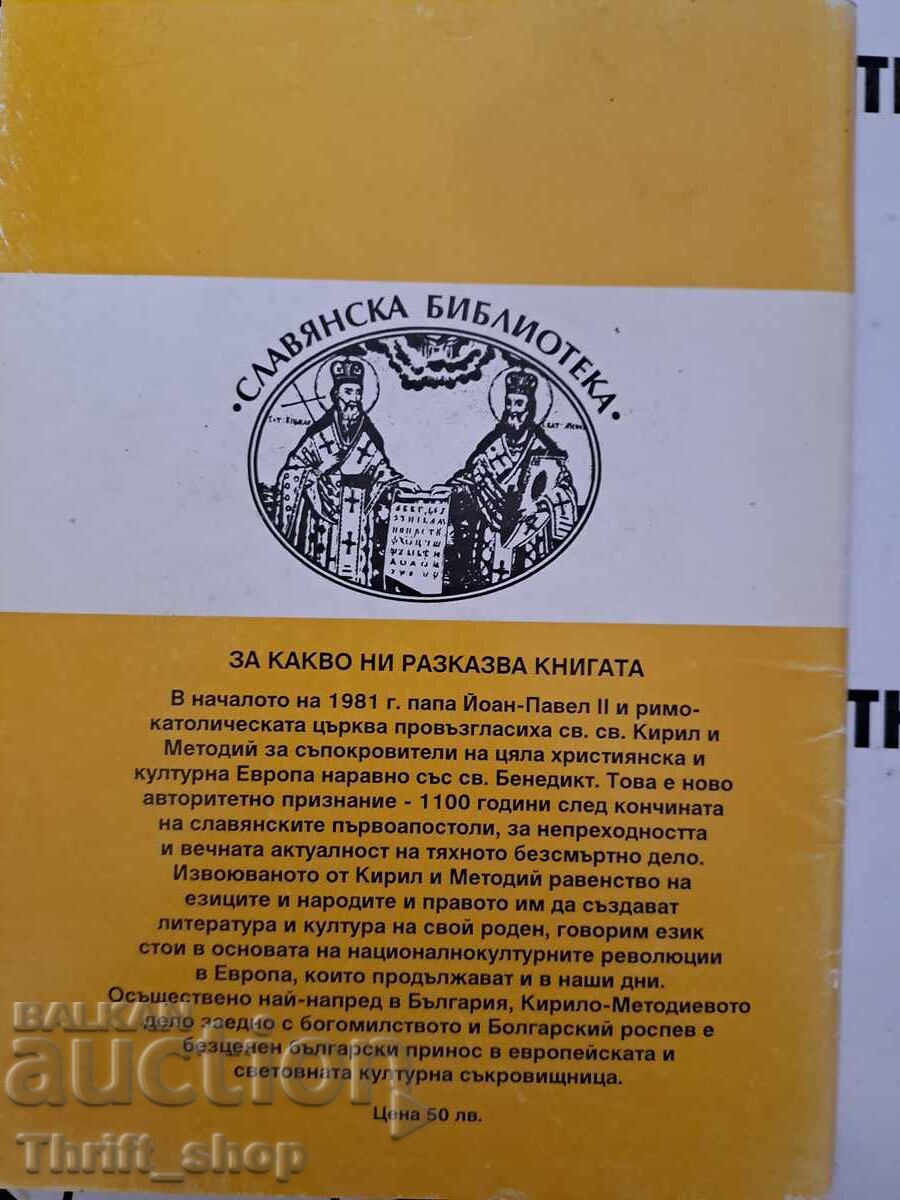 ТН
• СЛАВЯНСКА БИБЛИОТЕКА •
ЗА КАКВО НИ РАЗКАЗВА КНИГАТА
В началото на 1981 г. папа Йоан-Павел II и римо-
католическата църква провъзгласиха св. св. Кирил и
Методий за съпокровители на цяла християнска и
културна Европа наравно със св. Бенедикт. Това е ново
авторитетно признание - 1100 години след кончината
на славянските първоапостоли, за непреходността
и вечната актуалност на тяхното безсмъртно дело.
Извоюваното от Кирил и Методий равенство на
езиците и народите и правото им да създават
литература и култура на свой роден, говорим език
стои в основата на националнокултурните революции
в Европа, които продължават и в наши дни.
Осъществено най-напред в България, Кирило-Методиевото
дело заедно с богомилството и Болгарский роспев е
безценен български принос в европейската и
световната културна съкровищница.
Цена 50 лв.
BALKAN
auction
Thrift_shop